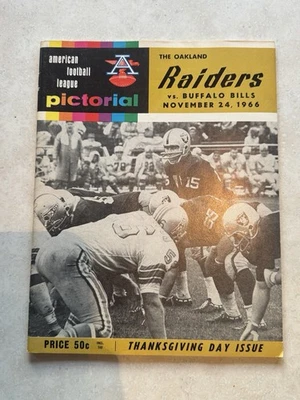 american
football
league
pictorial
A
THE OAKLAND
Raiders
vs. BUFFALO BILLS
NOVEMBER 24, 1966
15
PRICE 50c
THANKSGIVING DAY ISSUE